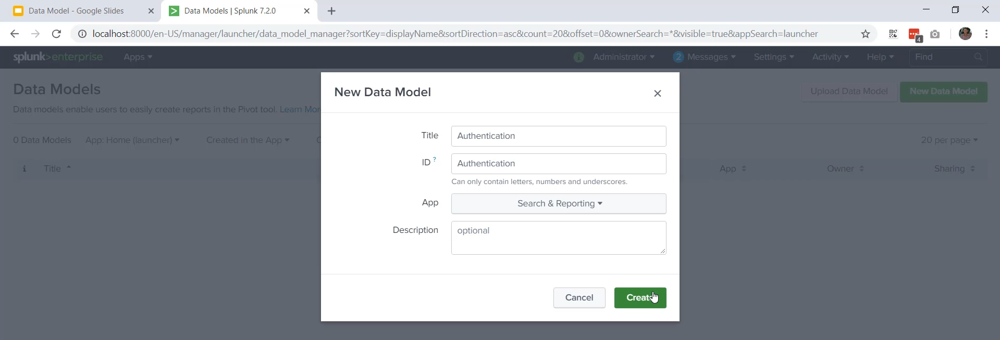 Data Model - Google Slides
Data Models | Splunk 7.2.0
localhost:8000/en-US/manager/launcher/data_model_manager?sortKey=displayName&sortDirection=asc&count=20&offset=0&ownerSearch=*&visible=true&appSearch=launcher
4
splunk>enterprise Apps i Administrator 2 Messages Settings Activity Help Find
Data Models
Upload Data Model New Data Model
Data models enable users to easily create reports in the Pivot tool. Learn Mor
0 Data Models App: Home (launcher) Created in the App 20 per page
i Title App Owner Sharing
New Data Model
Title Authentication
ID ? Authentication
Can only contain letters, numbers and underscores.
App Search & Reporting
Description optional
Cancel Create